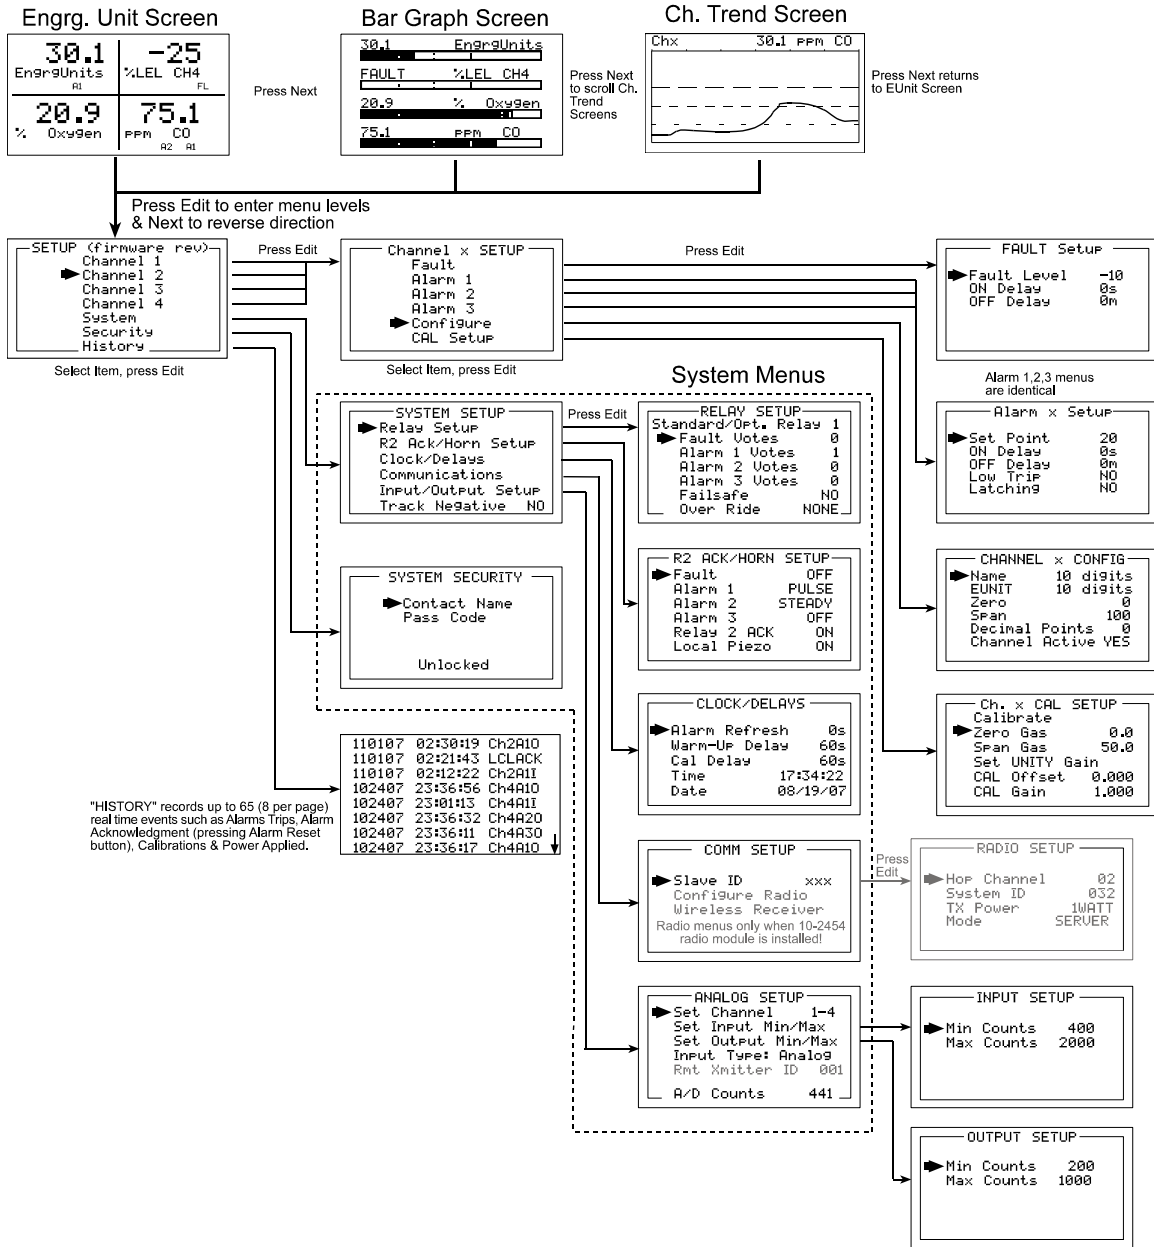 Engrg. Unit Screen
30.1
EngrgUnits
A1
-25
%LEL CH4
FL
20.9
% Oxygen
75.1
PPM CO
A2 A1
Press Next
Bar Graph Screen
30.1 EngrgUnits
FAULT %LEL CH4
20.9 % Oxygen
75.1 PPM CO
Press Next
to scroll Ch.
Trend
Screens
Ch. Trend Screen
Chx 30.1 PPM CO
Press Next returns
to EUnit Screen
Press Edit to enter menu levels
& Next to reverse direction
SETUP (firmware rev)
Channel 1
Channel 2
Channel 3
Channel 4
System
Security
History
Select Item, press Edit
Press Edit
Channel x SETUP
Fault
Alarm 1
Alarm 2
Alarm 3
Configure
CAL Setup
Select Item, press Edit
Press Edit
FAULT Setup
Fault Level -10
ON Delay 0s
OFF Delay 0m
Alarm 1,2,3 menus
are identical
Alarm x Setup
Set Point 20
ON Delay 0s
OFF Delay 0m
Low Trip NO
Latching NO
CHANNEL x CONFIG
Name 10 digits
EUNIT 10 digits
Zero 0
Span 100
Decimal Points 0
Channel Active YES
Ch. x CAL SETUP
Calibrate
Zero Gas 0.0
Span Gas 50.0
Set UNITY Gain
CAL Offset 0.000
CAL Gain 1.000
System Menus
SYSTEM SETUP
Relay Setup
R2 Ack/Horn Setup
Clock/Delays
Communications
Input/Output Setup
Track Negative NO
Press Edit
RELAY SETUP
Standard/Opt. Relay 1
Fault Votes 0
Alarm 1 Votes 1
Alarm 2 Votes 0
Alarm 3 Votes 0
Failsafe NO
Over Ride NONE
SYSTEM SECURITY
Contact Name
Pass Code
Unlocked
R2 ACK/HORN SETUP
Fault OFF
Alarm 1 PULSE
Alarm 2 STEADY
Alarm 3 OFF
Relay 2 ACK ON
Local Piezo ON
CLOCK/DELAYS
Alarm Refresh 0s
Warm-Up Delay 60s
Cal Delay 60s
Time 17:34:22
Date 08/19/07
"HISTORY" records up to 65 (8 per page)
real time events such as Alarms Trips, Alarm
Acknowledgment (pressing Alarm Reset
button), Calibrations & Power Applied.
110107 02:30:19 Ch2A1O
110107 02:21:43 LCLACK
110107 02:12:22 Ch2A1I
102407 23:36:56 Ch4A1O
102407 23:01:13 Ch4A1I
102407 23:36:32 Ch4A2O
102407 23:36:11 Ch4A3O
102407 23:36:17 Ch4A1O
COMM SETUP
Slave ID xxx
Configure Radio
Wireless Receiver
Radio menus only when 10-2454
radio module is installed!
Press
Edit
RADIO SETUP
Hop Channel 02
System ID 032
TX Power 1WATT
Mode SERVER
ANALOG SETUP
Set Channel 1-4
Set Input Min/Max
Set Output Min/Max
Input Type: Analog
Rmt Xmitter ID 001
A/D Counts 441
INPUT SETUP
Min Counts 400
Max Counts 2000
OUTPUT SETUP
Min Counts 200
Max Counts 1000